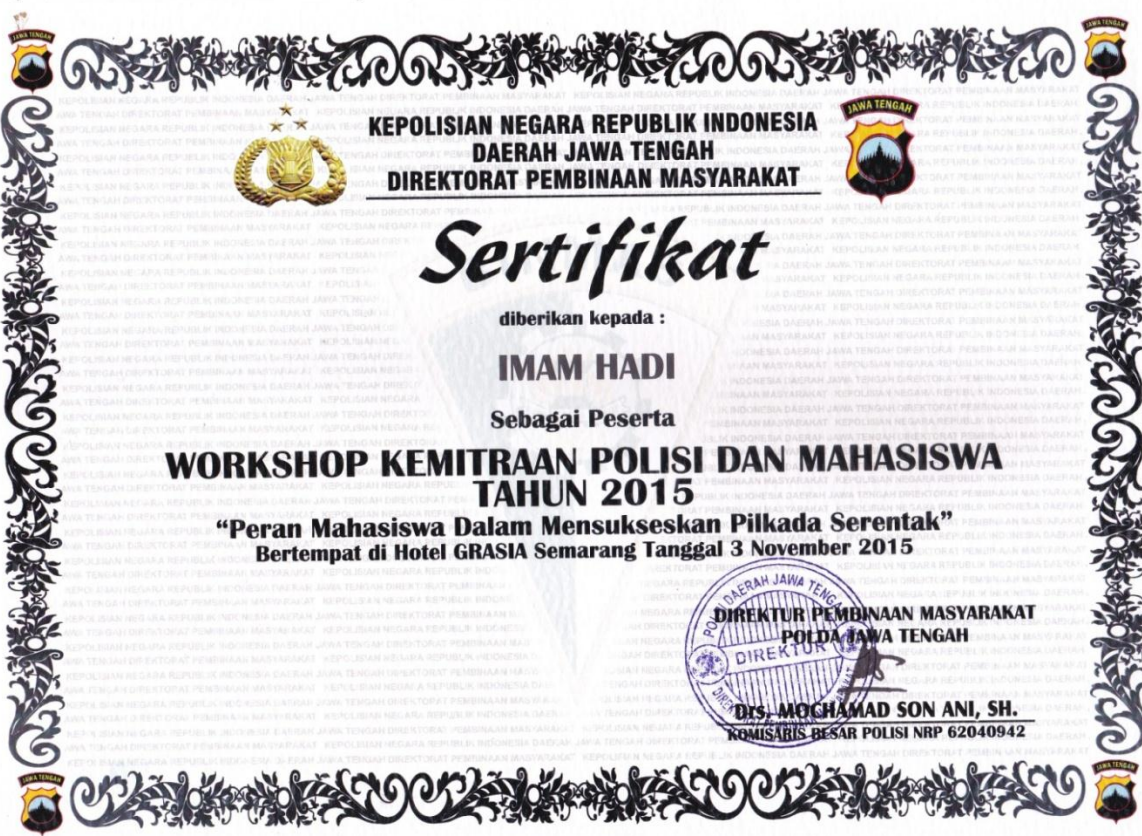 KEPOLISIAN NEGARA REPUBLIK INDONESIA
DAERAH JAWA TENGAH
DIREKTORAT PEMBINAAN MASYARAKAT
JAWA TENGAH
Sertifikat
diberikan kepada :
IMAM HADI
Sebagai Peserta
WORKSHOP KEMITRAAN POLISI DAN MAHASISWA
TAHUN 2015
“Peran Mahasiswa Dalam Mensukseskan Pilkada Serentak”
Bertempat di Hotel GRASIA Semarang Tanggal 3 November 2015
DIREKTUR PEMBINAAN MASYARAKAT
POLDA JAWA TENGAH
DIREKTUR
Drs. MOCHAMAD SON ANI, SH.
KOMISARIS BESAR POLISI NRP 62040942